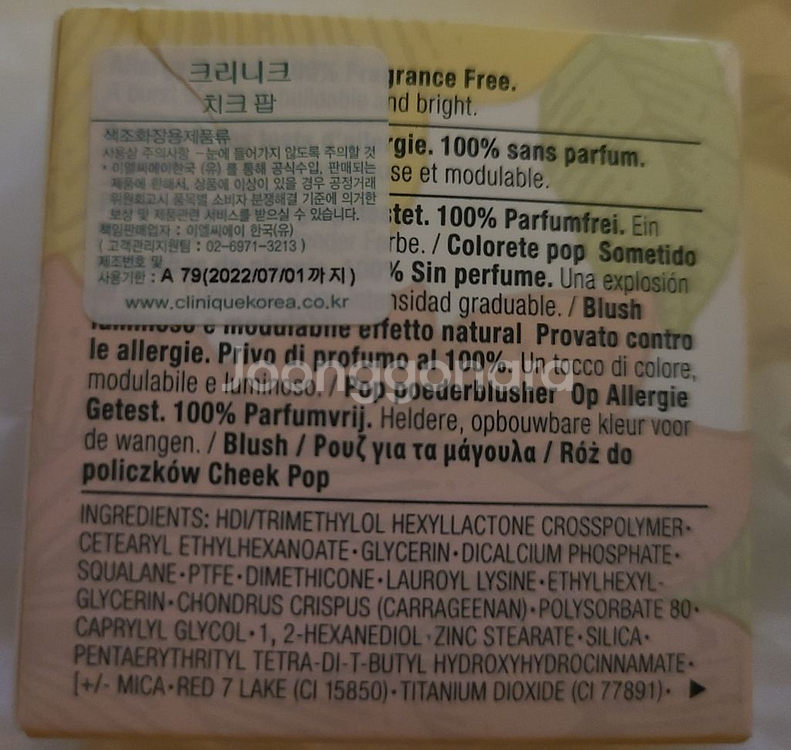 크리니크
치크 팝
색조화장용제품류
사용상 주의사항 - 눈에 들어가지 않도록 주의할 것
* 이엘씨에이한국 (유) 를 통해 공식수입, 판매되는
제품에 한해서, 상품에 이상이 있을 경우 공정거래
위원회고시 품목별 소비자 분쟁해결 기준에 의거한
보상 및 제품관련 서비스를 받으실 수 있습니다.
책임판매업자 : 이엘씨에이 한국(유)
( 고객관리지원팀 : 02-6971-3213 )
제조번호 및
사용기한 : A 79(2022/07/01까지)
www.cliniquekorea.co.kr
grance Free.
nd bright.
rgie. 100% sans parfum.
se et modulable.
tet. 100% Parfumfrei. Ein
rbe. / Colorete pop Sometido
% Sin perfume. Una explosión
nsidad graduable. / Blush
luminoso e modulabile effetto natural Provato contro
le allergie. Privo di profumo al 100%. Un tocco di colore,
modulabile e luminoso. / Pop poederblusher Op Allergie
Getest. 100% Parfumvrij. Heldere, opbouwbare kleur voor
de wangen. / Blush / Ρουζ για τα μάγουλα / Róż do
policzków Cheek Pop
Joonggonara
INGREDIENTS: HDI/TRIMETHYLOL HEXYLLACTONE CROSSPOLYMER•
CETEARYL ETHYLHEXANOATE•GLYCERIN•DICALCIUM PHOSPHATE•
SQUALANE•PTFE•DIMETHICONE•LAUROYL LYSINE•ETHYLHEXYL-
GLYCERIN•CHONDRUS CRISPUS (CARRAGEENAN)•POLYSORBATE 80•
CAPRYLYL GLYCOL•1, 2-HEXANEDIOL•ZINC STEARATE•SILICA•
PENTAERYTHRITYL TETRA-DI-T-BUTYL HYDROXYHYDROCINNAMATE•
[+/- MICA•RED 7 LAKE (CI 15850)•TITANIUM DIOXIDE (CI 77891)• ►